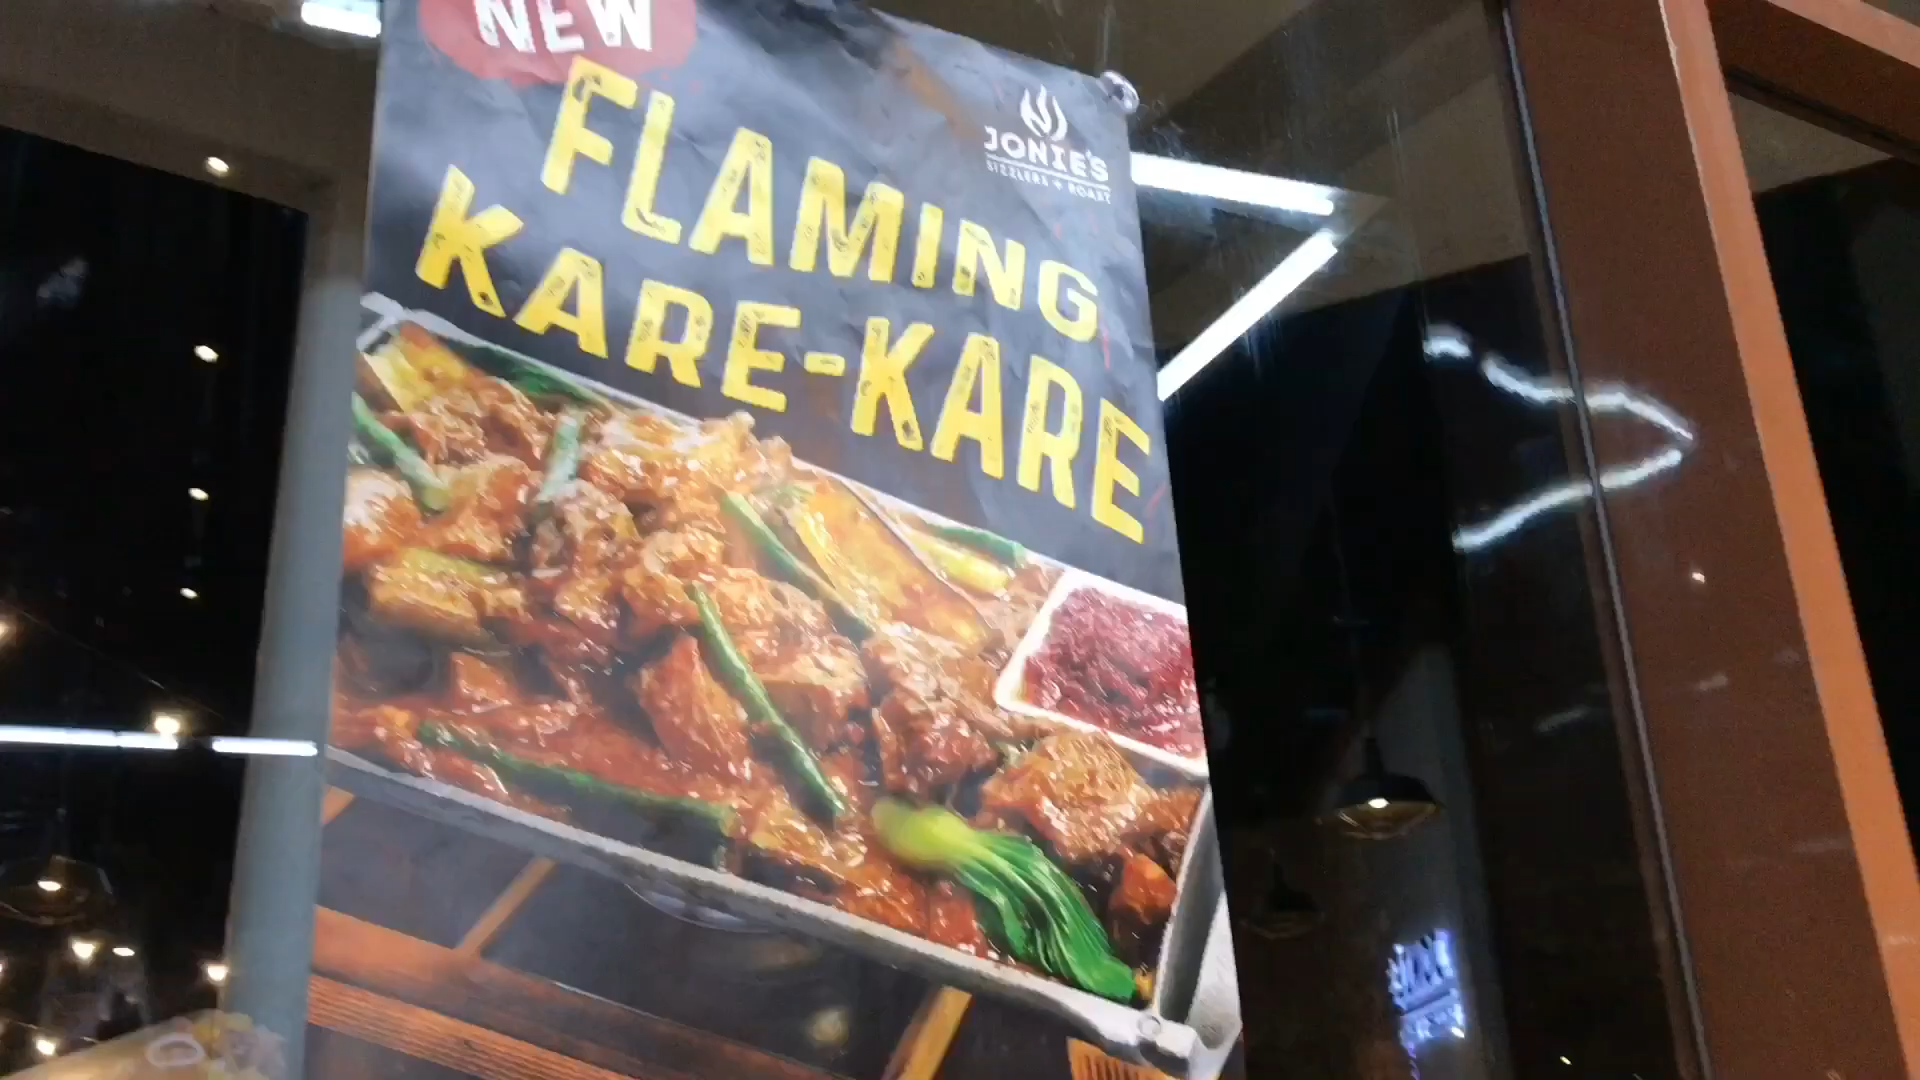 NEW
JONIE'S
SIZZLERS + ROAST
FLAMING
KARE-KARE